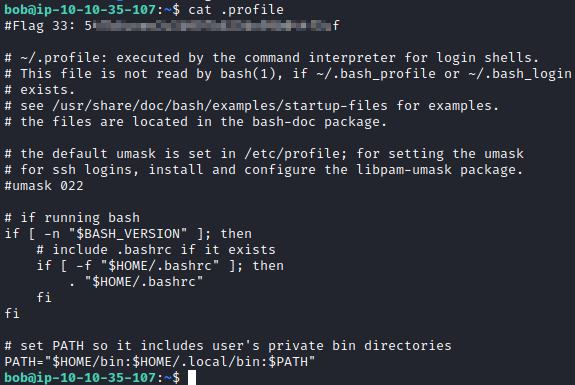 bob@ip-10-10-35-107:~$ cat .profile
#Flag 33:

# ~/.profile: executed by the command interpreter for login shells.
# This file is not read by bash(1), if ~/.bash_profile or ~/.bash_login
# exists.
# see /usr/share/doc/bash/examples/startup-files for examples.
# the files are located in the bash-doc package.

# the default umask is set in /etc/profile; for setting the umask
# for ssh logins, install and configure the libpam-umask package.
#umask 022

# if running bash
if [ -n "$BASH_VERSION" ]; then
    # include .bashrc if it exists
    if [ -f "$HOME/.bashrc" ]; then
        . "$HOME/.bashrc"
    fi
fi

# set PATH so it includes user's private bin directories
PATH="$HOME/bin:$HOME/.local/bin:$PATH"
bob@ip-10-10-35-107:~$